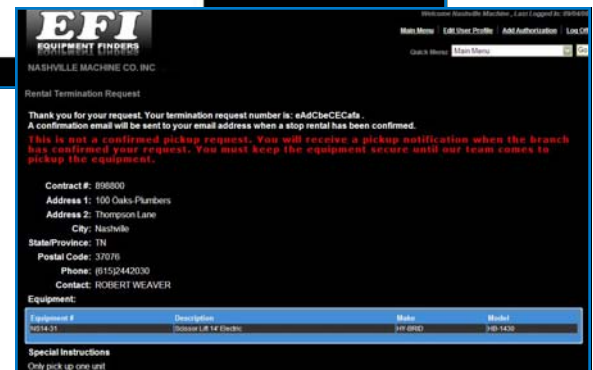 EFI
EQUIPMENT FINDERS
Welcome Nashville Machine , Last Logged In:
Main Menu Edit User Profile Add Authorization Log Off
Quick Menu: Main Menu Go
NASHVILLE MACHINE CO. INC
Rental Termination Request
Thank you for your request. Your termination request number is: eAdCbeCECafa .
A confirmation email will be sent to your email address when a stop rental has been confirmed.
This is not a confirmed pickup request. You will receive a pickup notification when the branch
has confirmed your request. You must keep the equipment secure until our team comes to
pickup the equipment.
Contract #: 898800
Address 1: 100 Oaks-Plumbers
Address 2: Thompson Lane
City: Nashville
State/Province: TN
Postal Code: 37076
Phone: (615)2442030
Contact: ROBERT WEAVER
Equipment:
Equipment # Description Make Model
NS14-31 Scissor Lift 14' Electric HY-BRID HB-1430
Special Instructions
Only pick up one unit